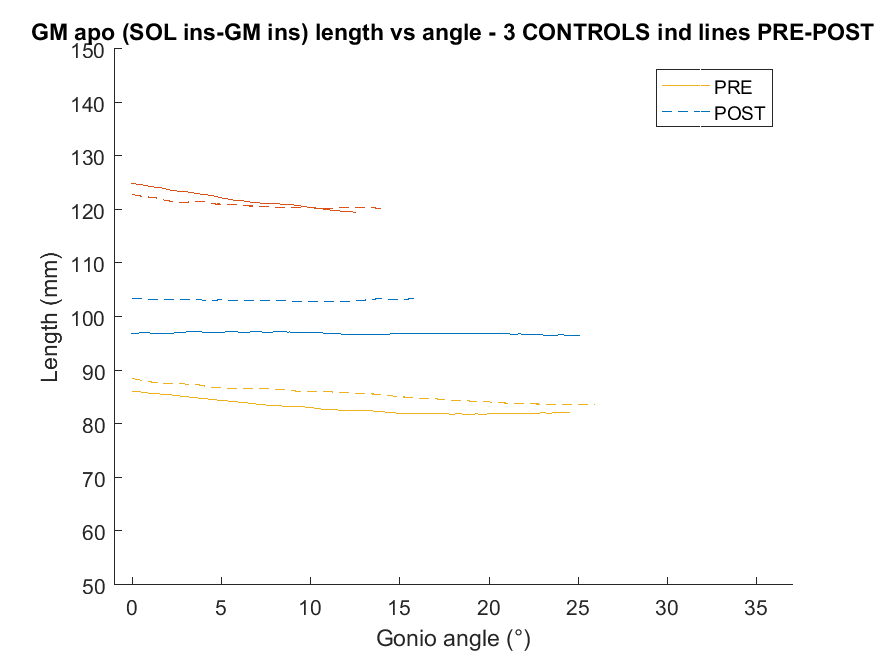 GM apo (SOL ins-GM ins) length vs angle - 3 CONTROLS ind lines PRE-POST
150
140
130
120
110
100
90
80
70
60
50
Length (mm)
PRE
POST
0 5 10 15 20 25 30 35
Gonio angle (°)